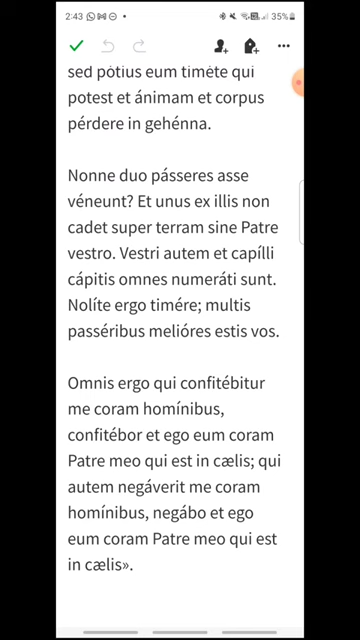 2:43
35%
sed pótius eum timéte qui
potest et ánimam et corpus
pérdere in gehénna.
Nonne duo pásseres asse
véneunt? Et unus ex illis non
cadet super terram sine Patre
vestro. Vestri autem et capílli
cápitis omnes numeráti sunt.
Nolíte ergo timére; multis
passéribus melióres estis vos.
Omnis ergo qui confitébitur
me coram homínibus,
confitébor et ego eum coram
Patre meo qui est in cælis; qui
autem negáverit me coram
homínibus, negábo et ego
eum coram Patre meo qui est
in cælis».